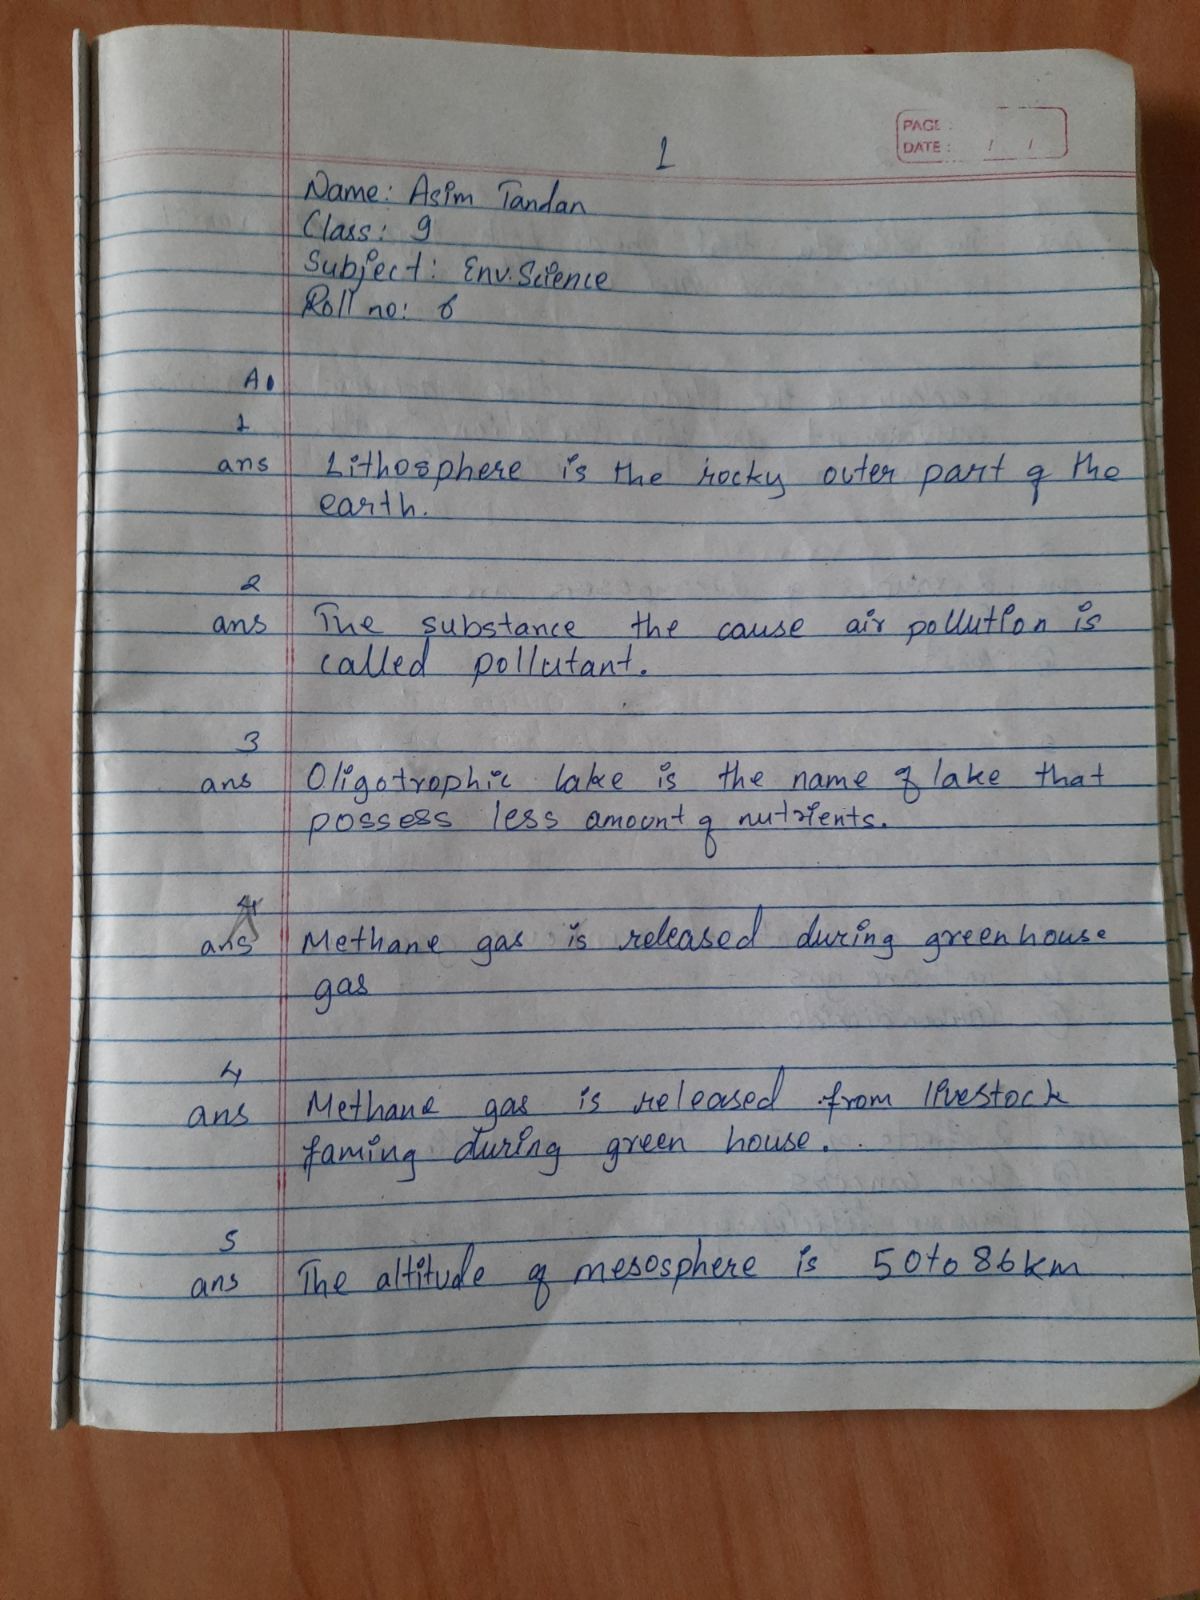 1
PAGE :
DATE : / /
Name: Asim Tandan
Class: 9
Subject: Env. Science
Roll no: 6
A.
1
ans Lithosphere is the rocky outer part of the
earth.
2
ans The substance the cause air pollution is
called pollutant.
3
ans Oligotrophic lake is the name of lake that
possess less amount of nutrients.
4
ans Methane gas is released during greenhouse
gas
4
ans Methane gas is released from livestock
faming during green house.
5
ans The altitude of mesosphere is 50 to 86 km